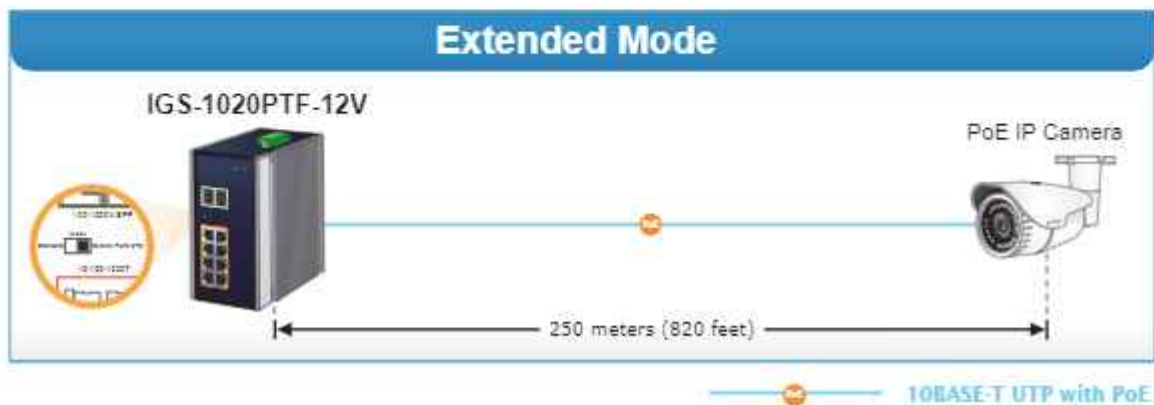 Extended Mode
IGS-1020PTF-12V
PoE IP Camera
250 meters (820 feet)
10BASE-T UTP with PoE